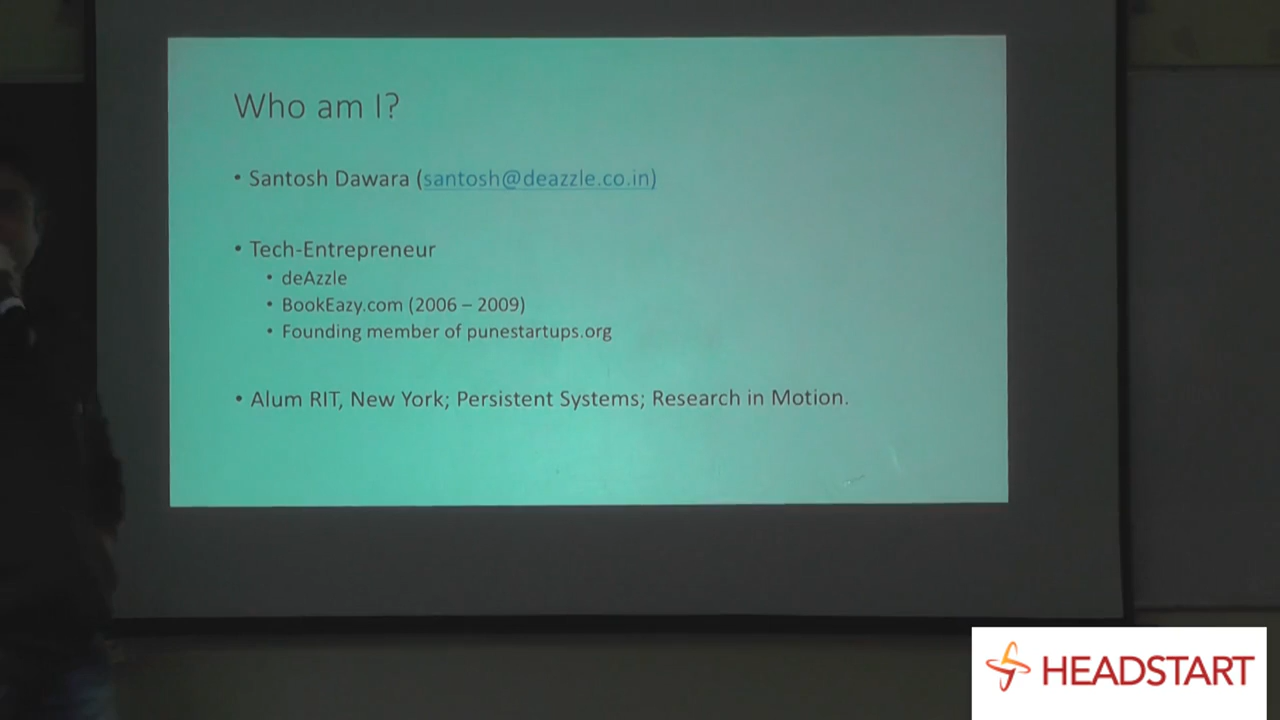 Who am I?
• Santosh Dawara (santosh@deazzle.co.in)
• Tech-Entrepreneur
• deAzzle
• BookEazy.com (2006 – 2009)
• Founding member of punestartups.org
• Alum RIT, New York; Persistent Systems; Research in Motion.
HEADSTART